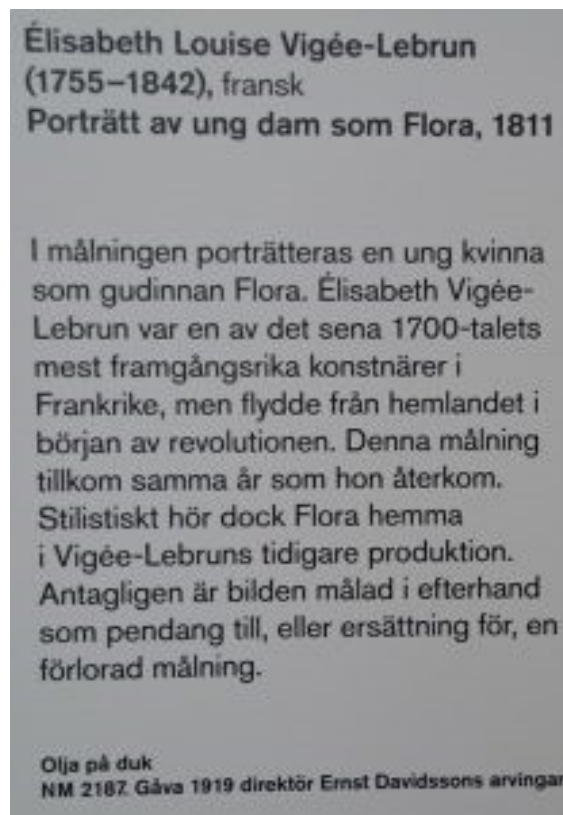 Élisabeth Louise Vigée-Lebrun
(1755–1842), fransk
Porträtt av ung dam som Flora, 1811
I målningen porträtteras en ung kvinna
som gudinnan Flora. Élisabeth Vigée-
Lebrun var en av det sena 1700-talets
mest framgångsrika konstnärer i
Frankrike, men flydde från hemlandet i
början av revolutionen. Denna målning
tillkom samma år som hon återkom.
Stilistiskt hör dock Flora hemma
i Vigée-Lebruns tidigare produktion.
Antagligen är bilden målad i efterhand
som pendang till, eller ersättning för, en
förlorad målning.
Olja på duk
NM 2187. Gåva 1919 direktör Ernst Davidssons arvingar